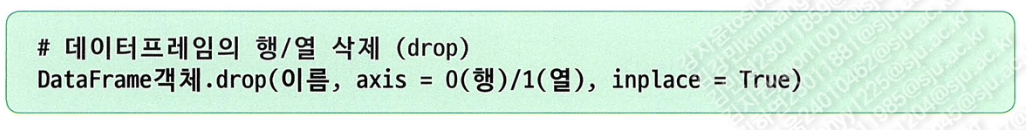 # 데이터프레임의 행/열 삭제 (drop)
DataFrame객체.drop(이름, axis = 0(행)/1(열), inplace = True)